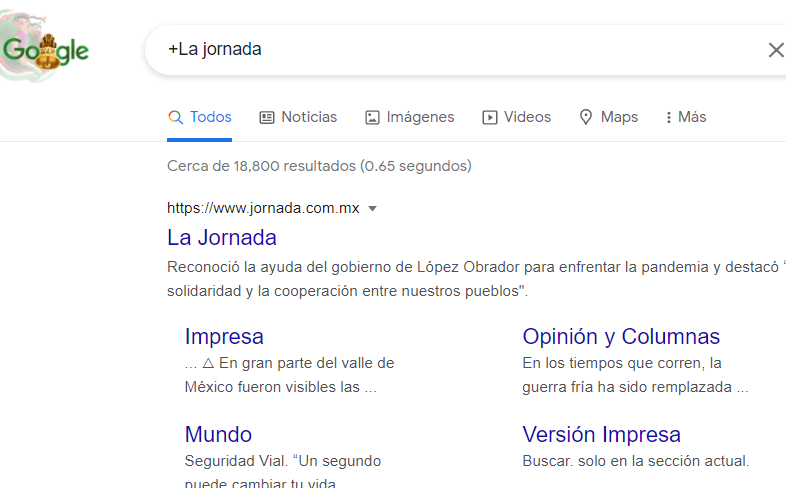 Google
+La jornada
Todos Noticias Imágenes Videos Maps Más
Cerca de 18,800 resultados (0.65 segundos)
https://www.jornada.com.mx
La Jornada
Reconoció la ayuda del gobierno de López Obrador para enfrentar la pandemia y destacó "
solidaridad y la cooperación entre nuestros pueblos".
Impresa
... △ En gran parte del valle de
México fueron visibles las ...
Opinión y Columnas
En los tiempos que corren, la
guerra fría ha sido remplazada ...
Mundo
Seguridad Vial. “Un segundo
puede cambiar tu vida
Versión Impresa
Buscar. solo en la sección actual.